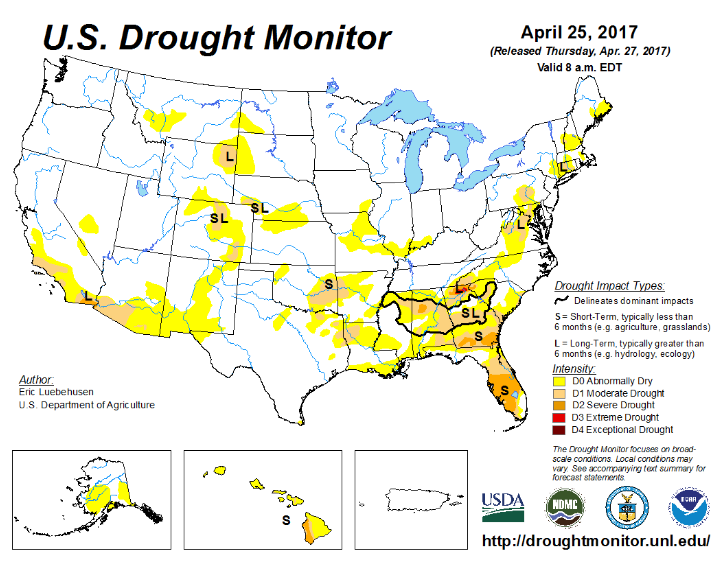 U.S. Drought Monitor
April 25, 2017
(Released Thursday, Apr. 27, 2017)
Valid 8 a.m. EDT
L
L
SL
SL
L
S
L
SL
S
L
S
Drought Impact Types:
Delineates dominant impacts
S = Short-Term, typically less than
6 months (e.g. agriculture, grasslands)
L = Long-Term, typically greater than
6 months (e.g. hydrology, ecology)
Intensity:
D0 Abnormally Dry
D1 Moderate Drought
D2 Severe Drought
D3 Extreme Drought
D4 Exceptional Drought
Author:
Eric Luebehusen
U.S. Department of Agriculture
The Drought Monitor focuses on broad-
scale conditions. Local conditions may
vary. See accompanying text summary for
forecast statements.
S
USDA
NDMC
NOAA
http://droughtmonitor.unl.edu/